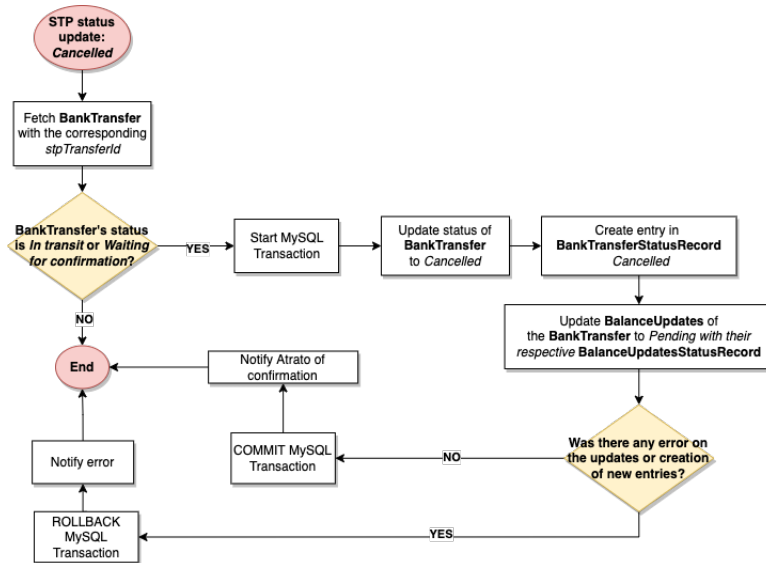 STP status
update:
Cancelled
Fetch BankTransfer
with the corresponding
stpTransferId
BankTransfer's status
is In transit or Waiting
for confirmation?
YES
Start MySQL
Transaction
Update status of
BankTransfer
to Cancelled
Create entry in
BankTransferStatusRecord
Cancelled
NO
Update BalanceUpdates of
the BankTransfer to Pending with their
respective BalanceUpdatesStatusRecord
End
Notify Atrato of
confirmation
Was there any error on
the updates or creation
of new entries?
NO
COMMIT MySQL
Transaction
Notify error
YES
ROLLBACK
MySQL
Transaction